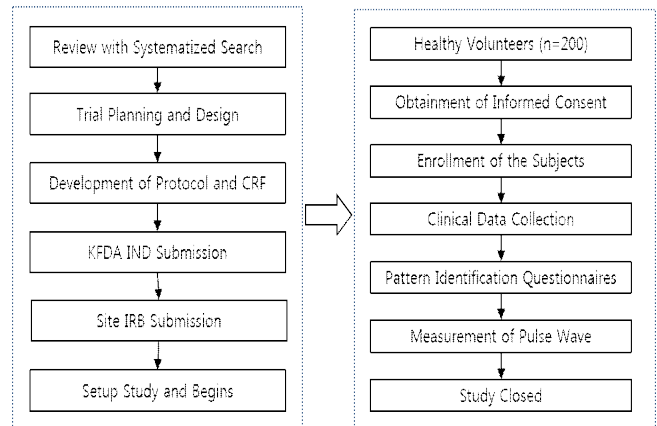 Review with Systematized Search
Trial Planning and Design
Development of Protocol and CRF
KFDA IND Submission
Site IRB Submission
Setup Study and Begins
Healthy Volunteers (n=200)
Obtainment of Informed Consent
Enrollment of the Subjects
Clinical Data Collection
Pattern Identification Questionnaires
Measurement of Pulse Wave
Study Closed